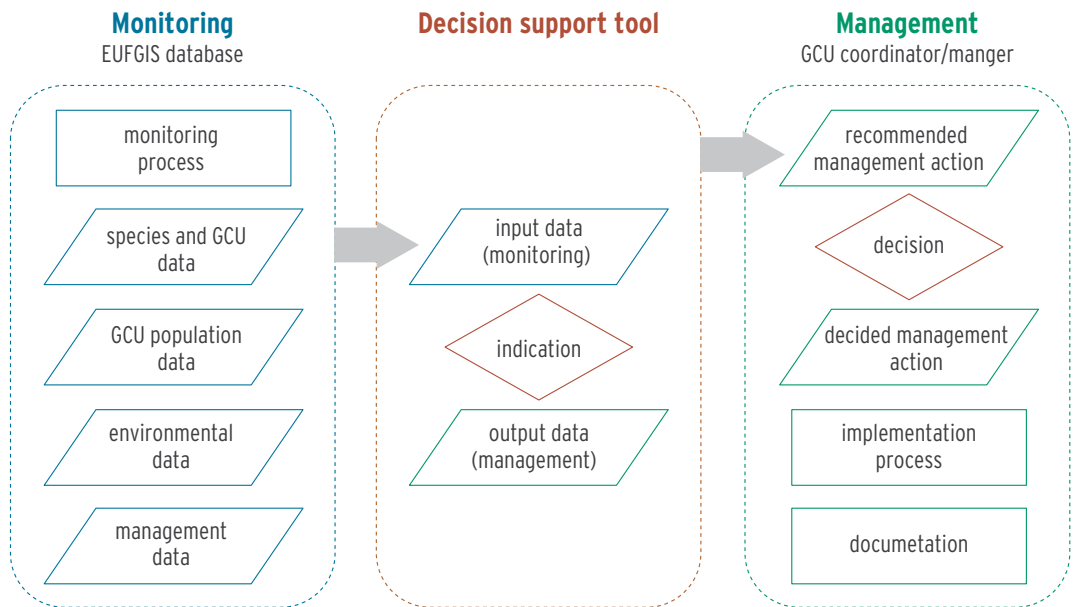 Monitoring
EUFGIS database
monitoring
process
species and GCU
data
GCU population
data
environmental
data
management
data
Decision support tool
input data
(monitoring)
indication
output data
(management)
Management
GCU coordinator/manger
recommended
management action
decision
decided management
action
implementation
process
documetation